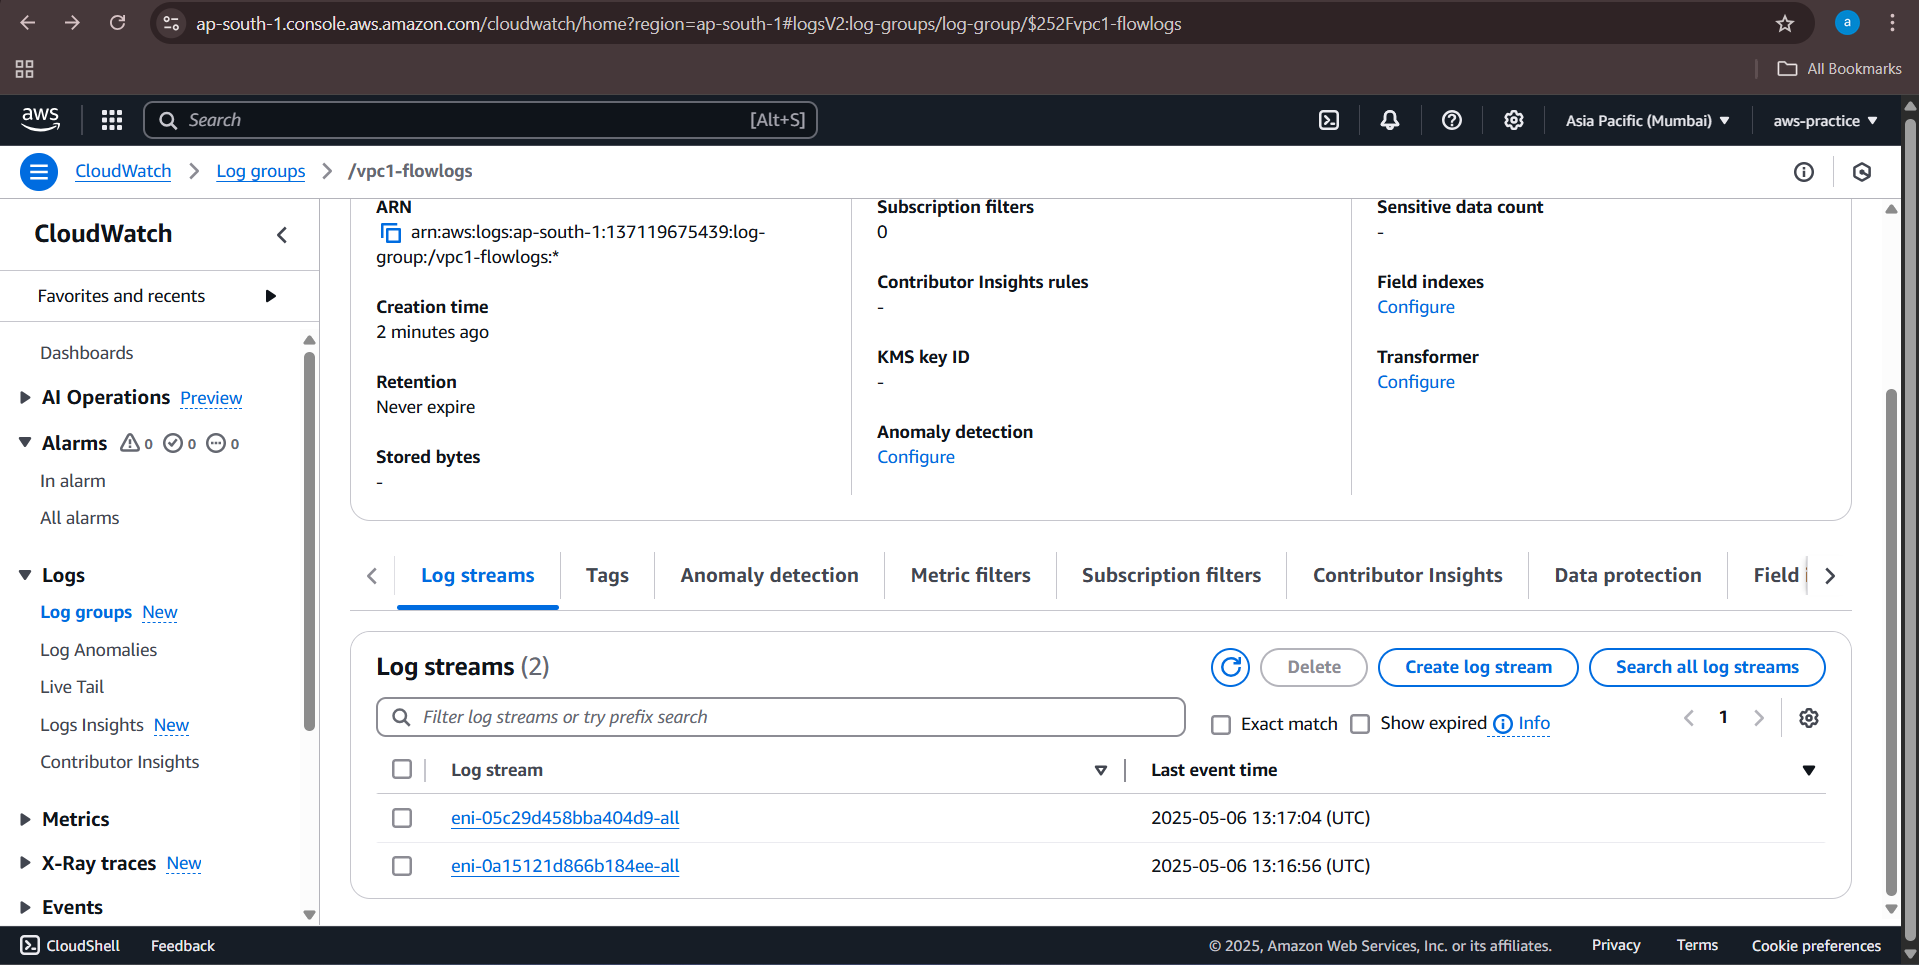 ap-south-1.console.aws.amazon.com/cloudwatch/home?region=ap-south-1#logsV2:log-groups/log-group/$252Fvpc1-flowlogs
a
All Bookmarks
aws
Search
[Alt+S]
Asia Pacific (Mumbai)
aws-practice
CloudWatch
Log groups
/vpc1-flowlogs
CloudWatch
Favorites and recents
Dashboards
AI Operations Preview
Alarms 0 0 0
In alarm
All alarms
Logs
Log groups New
Log Anomalies
Live Tail
Logs Insights New
Contributor Insights
Metrics
X-Ray traces New
Events
ARN
arn:aws:logs:ap-south-1:137119675439:log-
group:/vpc1-flowlogs:*
Creation time
2 minutes ago
Retention
Never expire
Stored bytes
-
Subscription filters
0
Contributor Insights rules
-
KMS key ID
-
Anomaly detection
Configure
Sensitive data count
-
Field indexes
Configure
Transformer
Configure
Log streams
Tags
Anomaly detection
Metric filters
Subscription filters
Contributor Insights
Data protection
Field i
Log streams (2)
Delete
Create log stream
Search all log streams
Filter log streams or try prefix search
Exact match
Show expired
Info
1
Log stream
Last event time
eni-05c29d458bba404d9-all
2025-05-06 13:17:04 (UTC)
eni-0a15121d866b184ee-all
2025-05-06 13:16:56 (UTC)
CloudShell
Feedback
© 2025, Amazon Web Services, Inc. or its affiliates.
Privacy
Terms
Cookie preferences